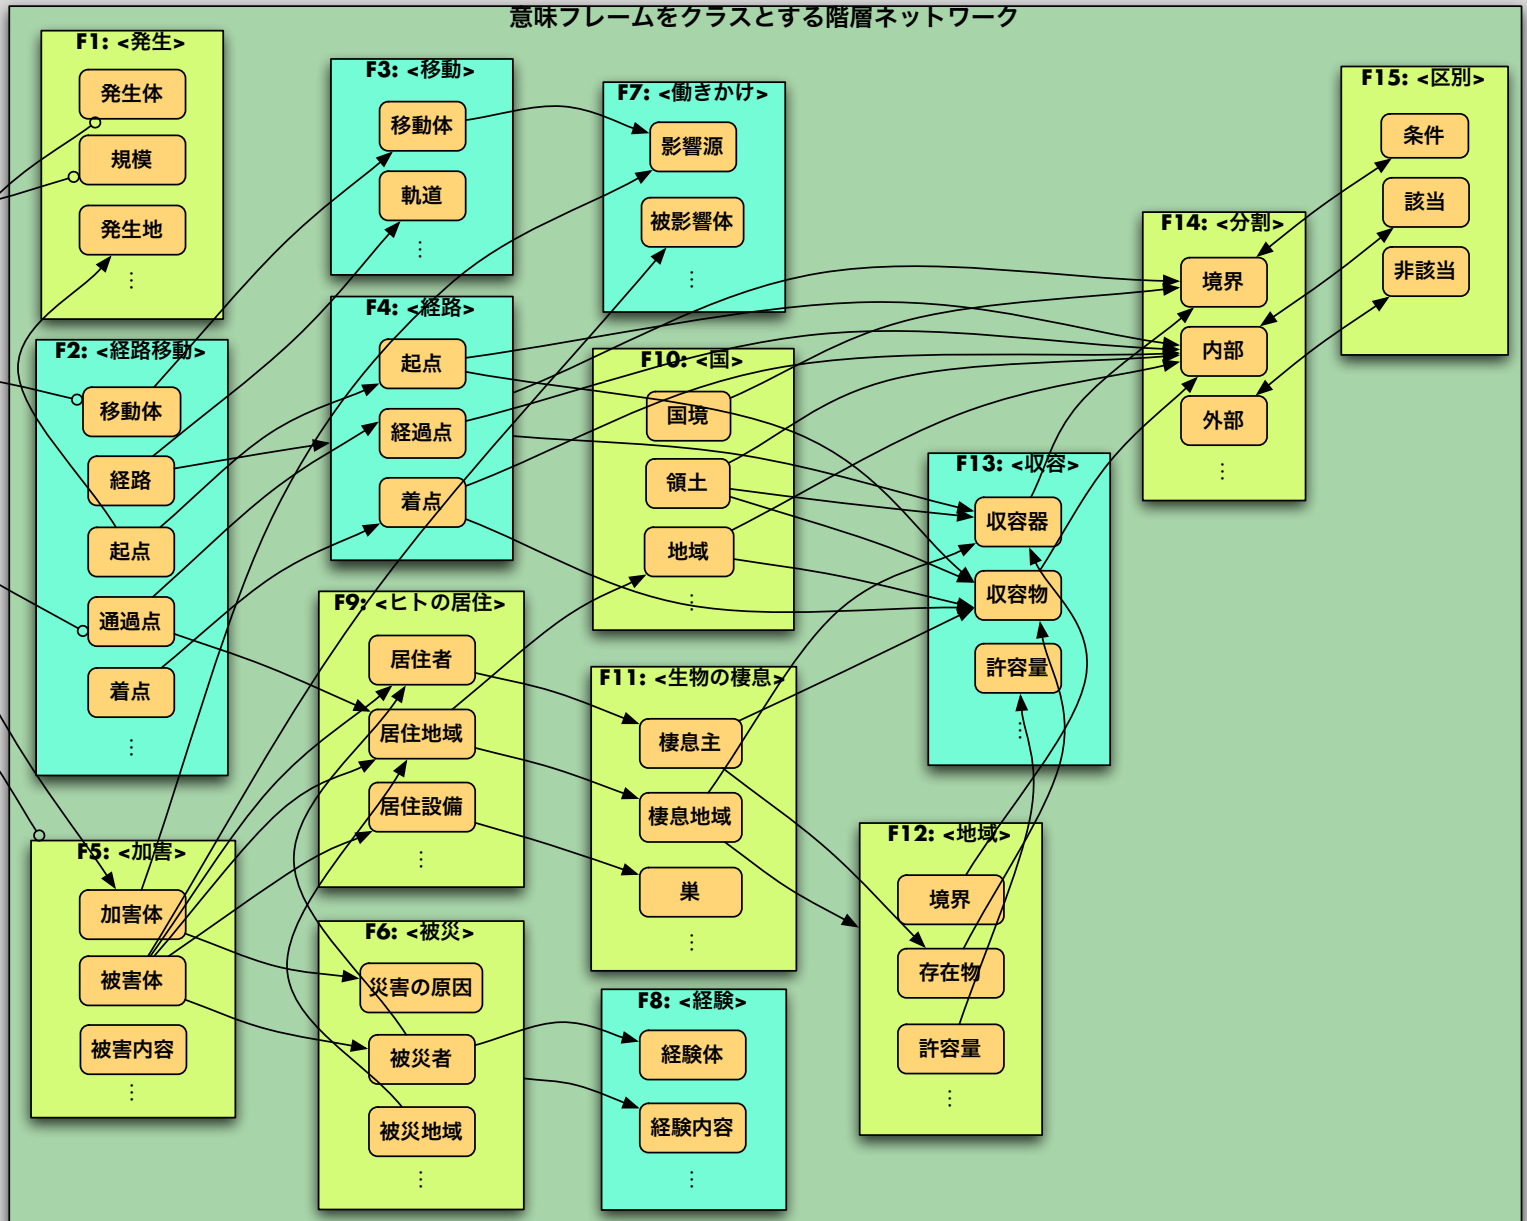 意味フレームをクラスとする階層ネットワーク
F1: <発生>
発生体
規模
発生地
⋮
F2: <経路移動>
移動体
経路
起点
通過点
着点
⋮
F5: <加害>
加害体
被害体
被害内容
⋮
F3: <移動>
移動体
軌道
⋮
F4: <経路>
起点
経過点
着点
F9: <ヒトの居住>
居住者
居住地域
居住設備
⋮
F6: <被災>
災害の原因
被災者
被災地域
⋮
F7: <働きかけ>
影響源
被影響体
⋮
F10: <国>
国境
領土
地域
⋮
F11: <生物の棲息>
棲息主
棲息地域
巣
⋮
F8: <経験>
経験体
経験内容
⋮
F13: <収容>
収容器
収容物
許容量
⋮
F12: <地域>
境界
存在物
許容量
⋮
F14: <分割>
境界
内部
外部
⋮
F15: <区別>
条件
該当
非該当